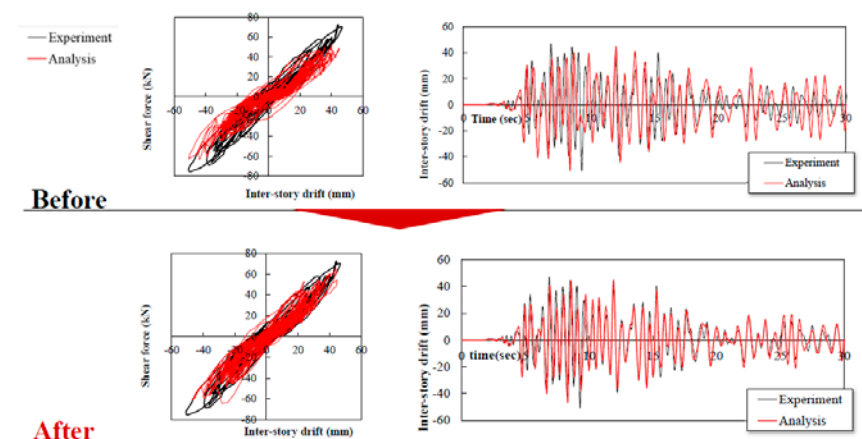 Experiment
Analysis
Shear force (kN)
80
60
40
20
0
-20
-40
-60
-80
-60 -40 -20 0 20 40 60
Inter-story drift (mm)
Inter-story drift (mm)
60
40
20
0
-20
-40
-60
0 5 10 15 20 25 30
Time (sec)
Experiment
Analysis
Before
Shear force (kN)
80
60
40
20
0
-20
-40
-60
-80
-60 -40 -20 0 20 40 60
Inter-story drift (mm)
Inter-story drift (mm)
60
40
20
0
-20
-40
-60
0 5 10 15 20 25 30
time(sec)
Experiment
Analysis
After